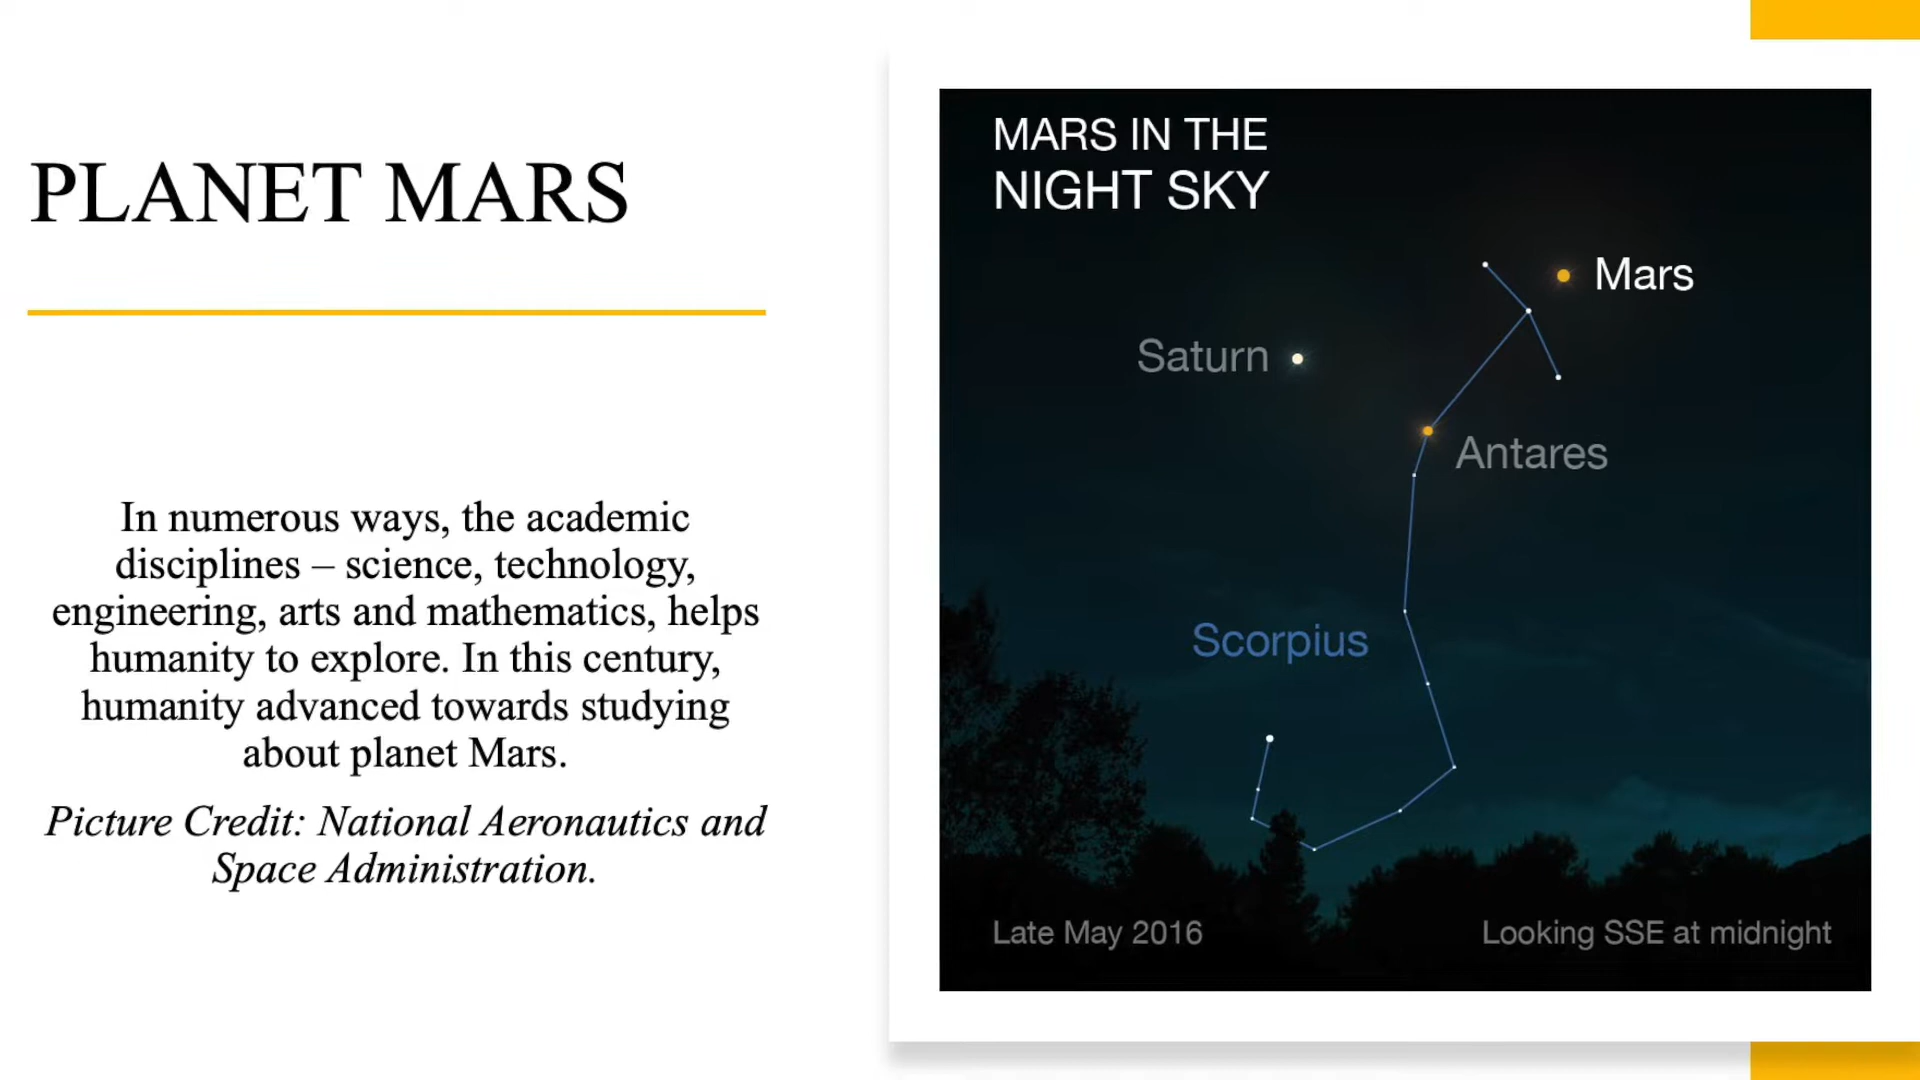 PLANET MARS
In numerous ways, the academic
disciplines – science, technology,
engineering, arts and mathematics, helps
humanity to explore. In this century,
humanity advanced towards studying
about planet Mars.
Picture Credit: National Aeronautics and
Space Administration.
MARS IN THE
NIGHT SKY
Mars
Saturn
Antares
Scorpius
Late May 2016
Looking SSE at midnight